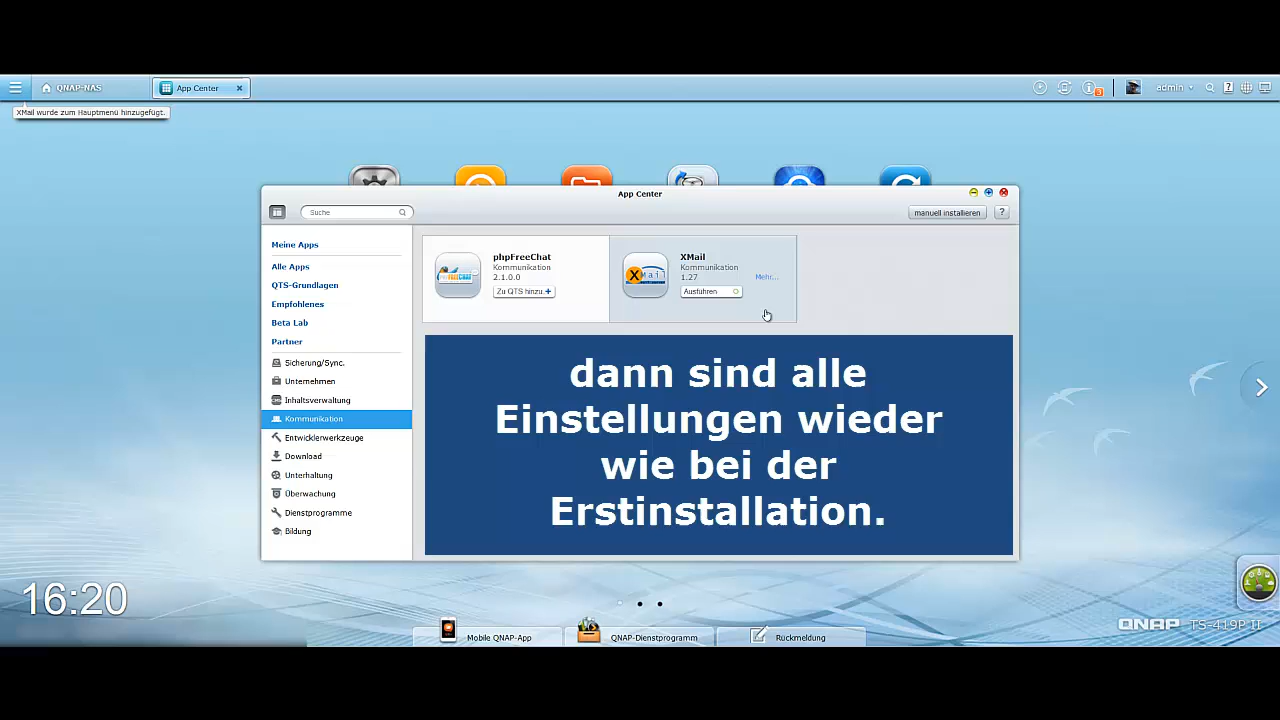 QNAP-NAS
App Center
admin
3
XMail wurde zum Hauptmenü hinzugefügt.
App Center
Suche
manuell installieren
?
Meine Apps
Alle Apps
QTS-Grundlagen
Empfohlenes
Beta Lab
Partner
Sicherung/Sync.
Unternehmen
Inhaltsverwaltung
Kommunikation
Entwicklerwerkzeuge
Download
Unterhaltung
Überwachung
Dienstprogramme
Bildung
phpFreeChat
Kommunikation
2.1.0.0
Zu QTS hinzu.+
XMail
Kommunikation
1.27
Mehr...
Ausführen
dann sind alle
Einstellungen wieder
wie bei der
Erstinstallation.
16:20
Mobile QNAP-App
QNAP-Dienstprogramm
Rückmeldung
QNAP TS-419P II